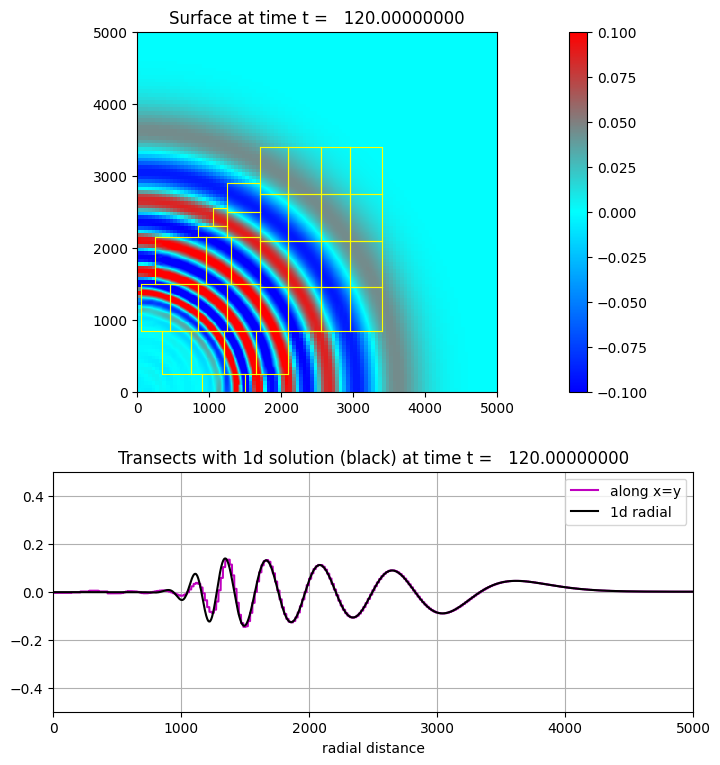 Surface at time t =   120.00000000
5000
4000
3000
2000
1000
0
0 1000 2000 3000 4000 5000
0.100
0.075
0.050
0.025
0.000
−0.025
−0.050
−0.075
−0.100
Transects with 1d solution (black) at time t =   120.00000000
along x=y
1d radial
0.4
0.2
0.0
−0.2
−0.4
0 1000 2000 3000 4000 5000
radial distance